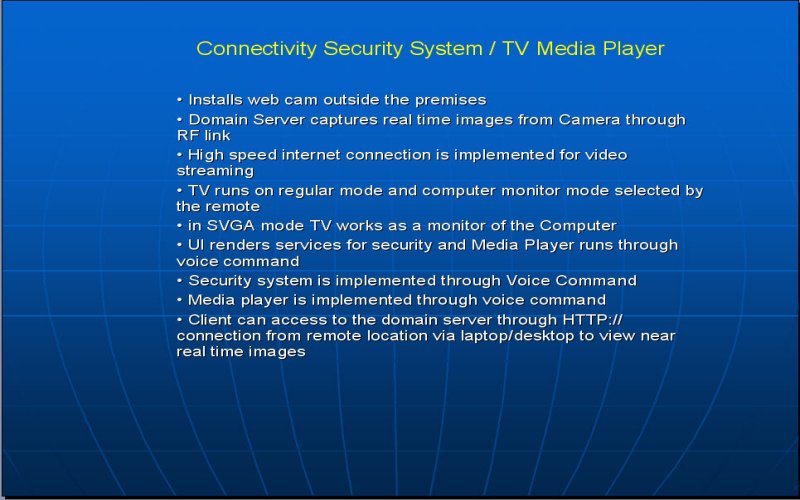 Connectivity Security System / TV Media Player
• Installs web cam outside the premises
• Domain Server captures real time images from Camera through
RF link
• High speed internet connection is implemented for video
streaming
• TV runs on regular mode and computer monitor mode selected by
the remote
• in SVGA mode TV works as a monitor of the Computer
• UI renders services for security and Media Player runs through
voice command
• Security system is implemented through Voice Command
• Media player is implemented through voice command
• Client can access to the domain server through HTTP://
connection from remote location via laptop/desktop to view near
real time images